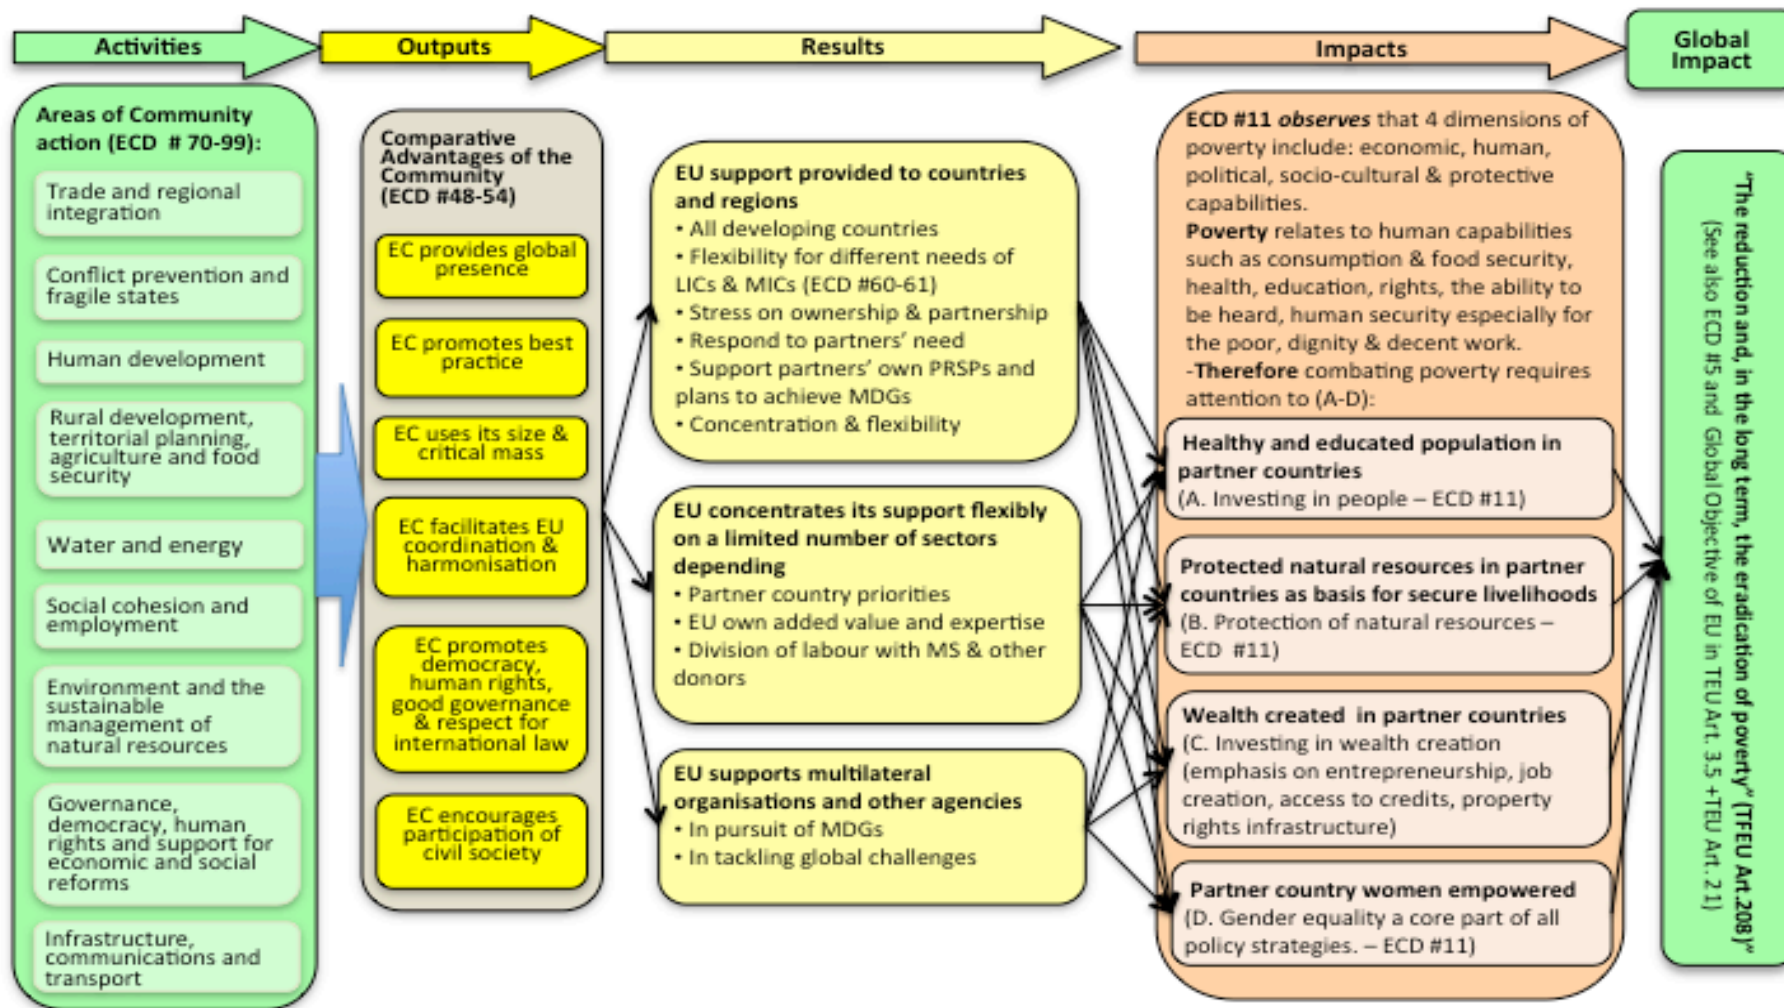 Activities
Outputs
Results
Impacts
Global
Impact
Areas of Community
action (ECD # 70-99):
Trade and regional
integration
Conflict prevention and
fragile states
Human development
Rural development,
territorial planning,
agriculture and food
security
Water and energy
Social cohesion and
employment
Environment and the
sustainable
management of
natural resources
Governance,
democracy, human
rights and support for
economic and social
reforms
Infrastructure,
communications and
transport
Comparative
Advantages of the
Community
(ECD #48-54)
EC provides global
presence
EC promotes best
practice
EC uses its size &
critical mass
EC facilitates EU
coordination &
harmonisation
EC promotes
democracy,
human rights,
good governance
& respect for
international law
EC encourages
participation of
civil society
EU support provided to countries
and regions
• All developing countries
• Flexibility for different needs of
LICs & MICs (ECD #60-61)
• Stress on ownership & partnership
• Respond to partners' need
• Support partners' own PRSPs and
plans to achieve MDGs
• Concentration & flexibility
EU concentrates its support flexibly
on a limited number of sectors
depending
• Partner country priorities
• EU own added value and expertise
• Division of labour with MS & other
donors
EU supports multilateral
organisations and other agencies
• In pursuit of MDGs
• In tackling global challenges
ECD #11 observes that 4 dimensions of
poverty include: economic, human,
political, socio-cultural & protective
capabilities.
Poverty relates to human capabilities
such as consumption & food security,
health, education, rights, the ability to
be heard, human security especially for
the poor, dignity & decent work.
-Therefore combating poverty requires
attention to (A-D):
Healthy and educated population in
partner countries
(A. Investing in people – ECD #11)
Protected natural resources in partner
countries as basis for secure livelihoods
(B. Protection of natural resources –
ECD #11)
Wealth created in partner countries
(C. Investing in wealth creation
(emphasis on entrepreneurship, job
creation, access to credits, property
rights infrastructure)
Partner country women empowered
(D. Gender equality a core part of all
policy strategies. – ECD #11)
"The reduction and, in the long term, the eradication of poverty" (TFEU Art.208)"
(See also ECD #5 and Global Objective of EU in TEU Art. 3.5 +TEU Art. 21)